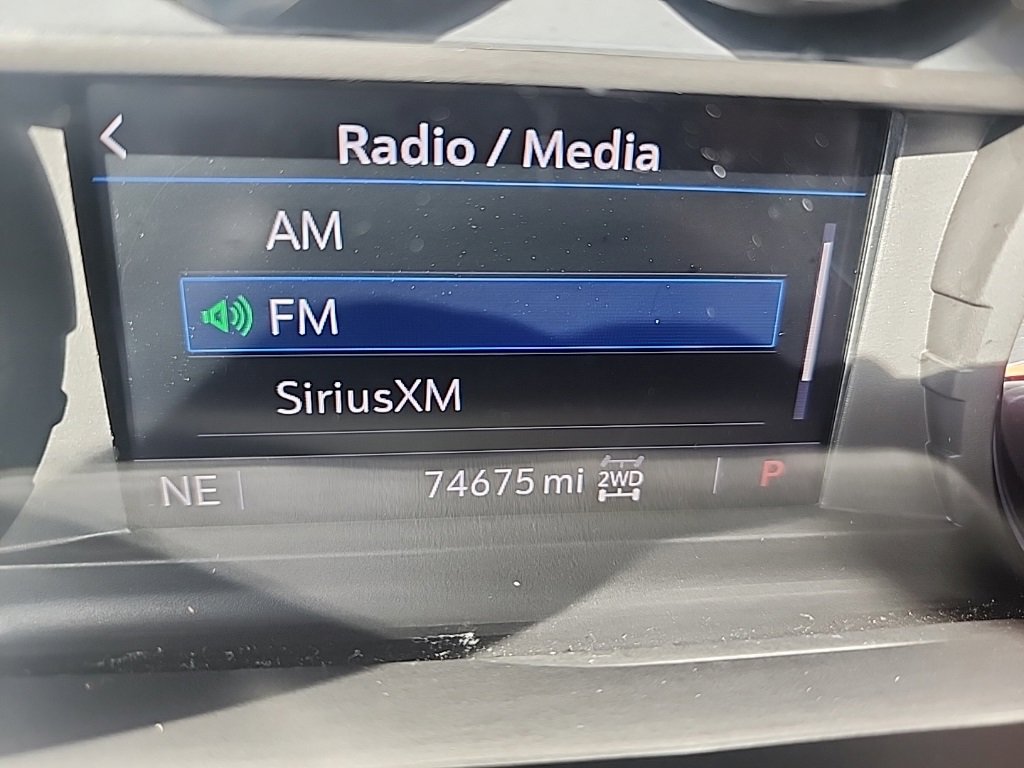 Radio / Media
AM
FM
SiriusXM
NE 74675 mi 2WD P